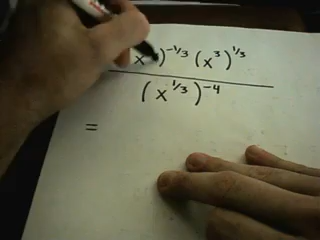 x )^{-1/3} (x^3)^{1/3}
(x^{1/3})^{-4}
=